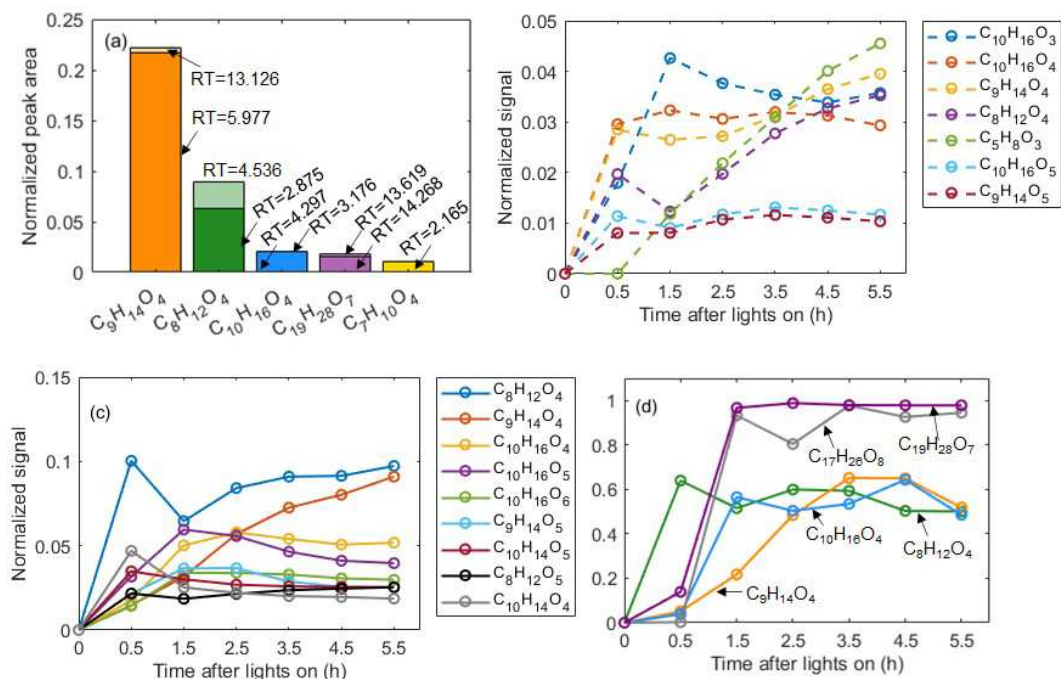 (a)
Normalized peak area
0.25
0.2
0.15
0.1
0.05
0
RT=13.126
RT=5.977
RT=4.536
RT=2.875
RT=4.297
RT=3.176
RT=13.619
RT=14.268
RT=2.165
C9H14O4
C8H12O4
C10H16O4
C19H28O7
C7H10O4
Normalized signal
0.05
0.04
0.03
0.02
0.01
0
0 0.5 1.5 2.5 3.5 4.5 5.5
Time after lights on (h)
C10H16O3
C10H16O4
C9H14O4
C8H12O4
C5H8O3
C10H16O5
C9H14O5
(c)
Normalized signal
0.15
0.1
0.05
0
0 0.5 1.5 2.5 3.5 4.5 5.5
Time after lights on (h)
C8H12O4
C9H14O4
C10H16O4
C10H16O5
C10H16O6
C9H14O5
C10H14O5
C8H12O5
C10H14O4
(d)
1
0.8
0.6
0.4
0.2
0
C19H28O7
C17H26O8
C10H16O4
C8H12O4
C9H14O4
0 0.5 1.5 2.5 3.5 4.5 5.5
Time after lights on (h)